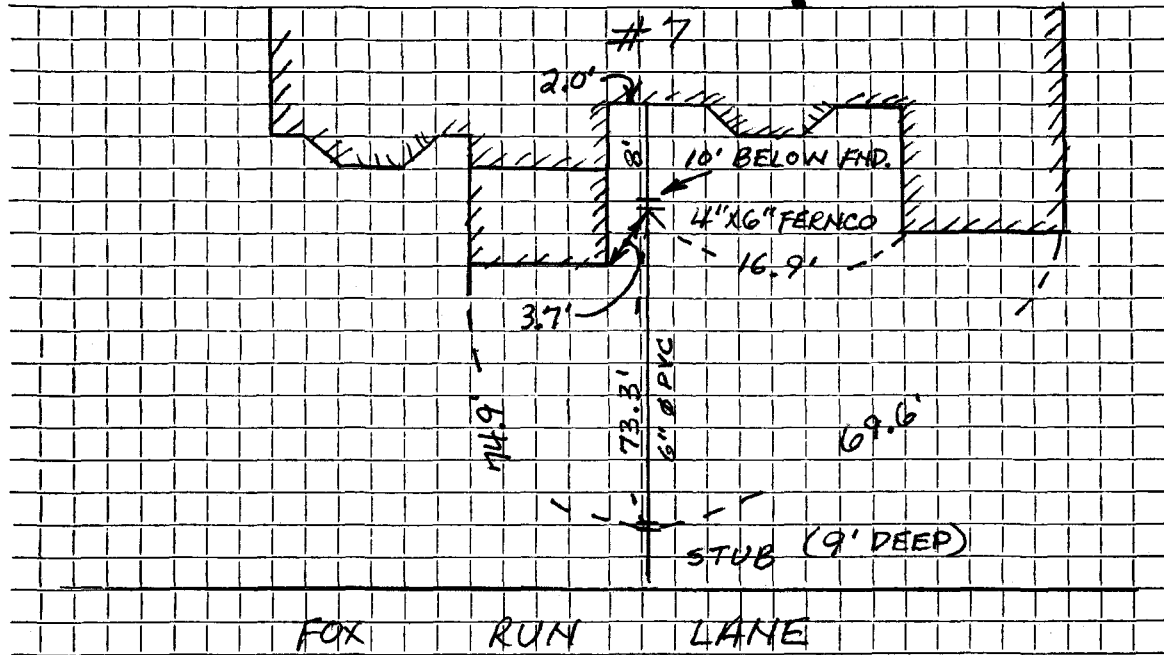 # 7
2.0'
8'
10' BELOW FND.
4"X6" FERNCO
16.9'
3.7'
73.3'
6" Ø PVC
74.9'
69.6'
STUB (9' DEEP)
FOX RUN LANE